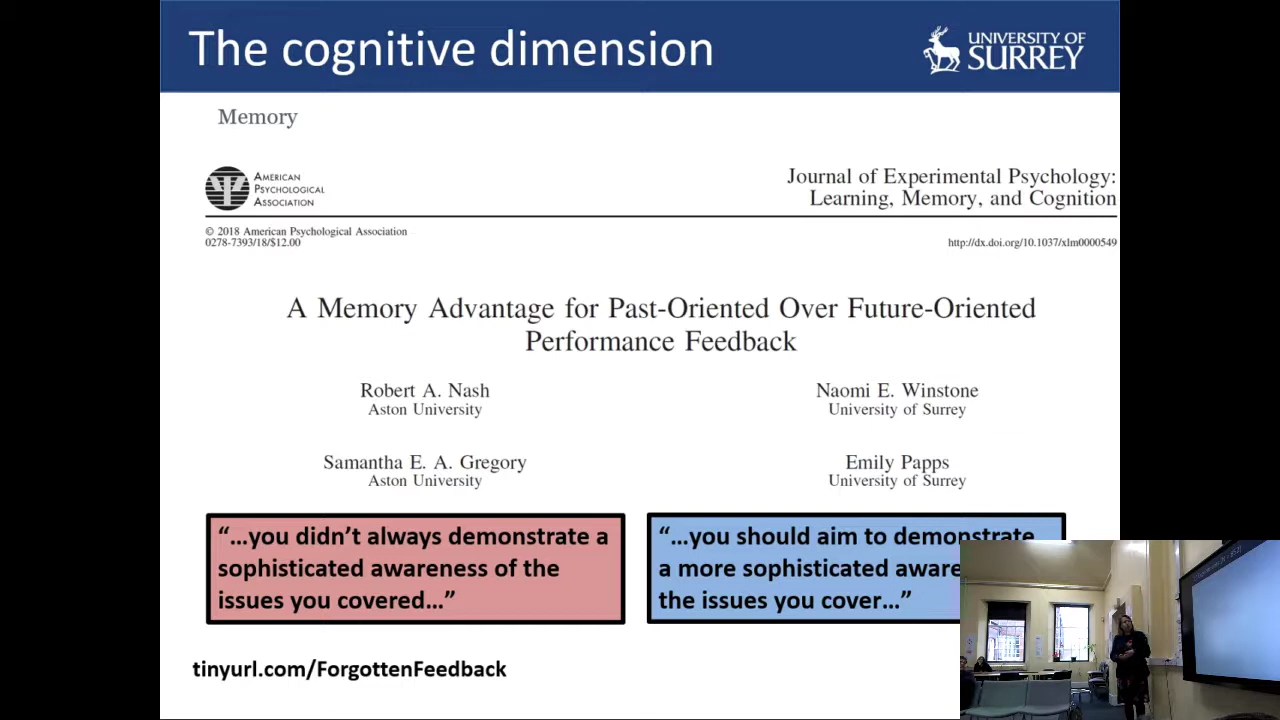 The cognitive dimension
UNIVERSITY OF
SURREY
Memory
AMERICAN
PSYCHOLOGICAL
ASSOCIATION
Journal of Experimental Psychology:
Learning, Memory, and Cognition
© 2018 American Psychological Association
0278-7393/18/$12.00
http://dx.doi.org/10.1037/xlm0000549
A Memory Advantage for Past-Oriented Over Future-Oriented
Performance Feedback
Robert A. Nash
Aston University
Naomi E. Winstone
University of Surrey
Samantha E. A. Gregory
Aston University
Emily Papps
University of Surrey
“…you didn’t always demonstrate a
sophisticated awareness of the
issues you covered…”
“…you should aim to demonstrate
a more sophisticated aware
the issues you cover…”
tinyurl.com/ForgottenFeedback